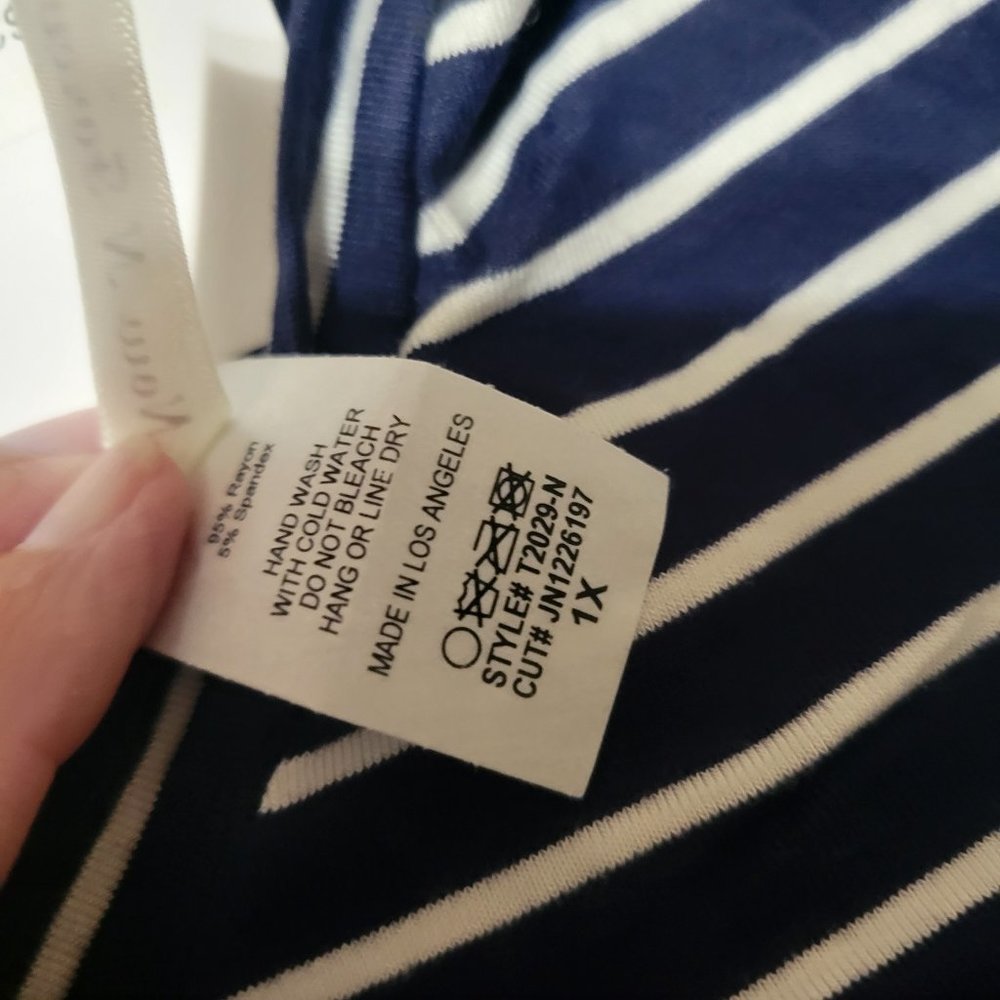 95% Rayon
5% Spandex
HAND WASH
WITH COLD WATER
DO NOT BLEACH
HANG OR LINE DRY
MADE IN LOS ANGELES
STYLE# T2029-N
CUT# JN1226197
1X